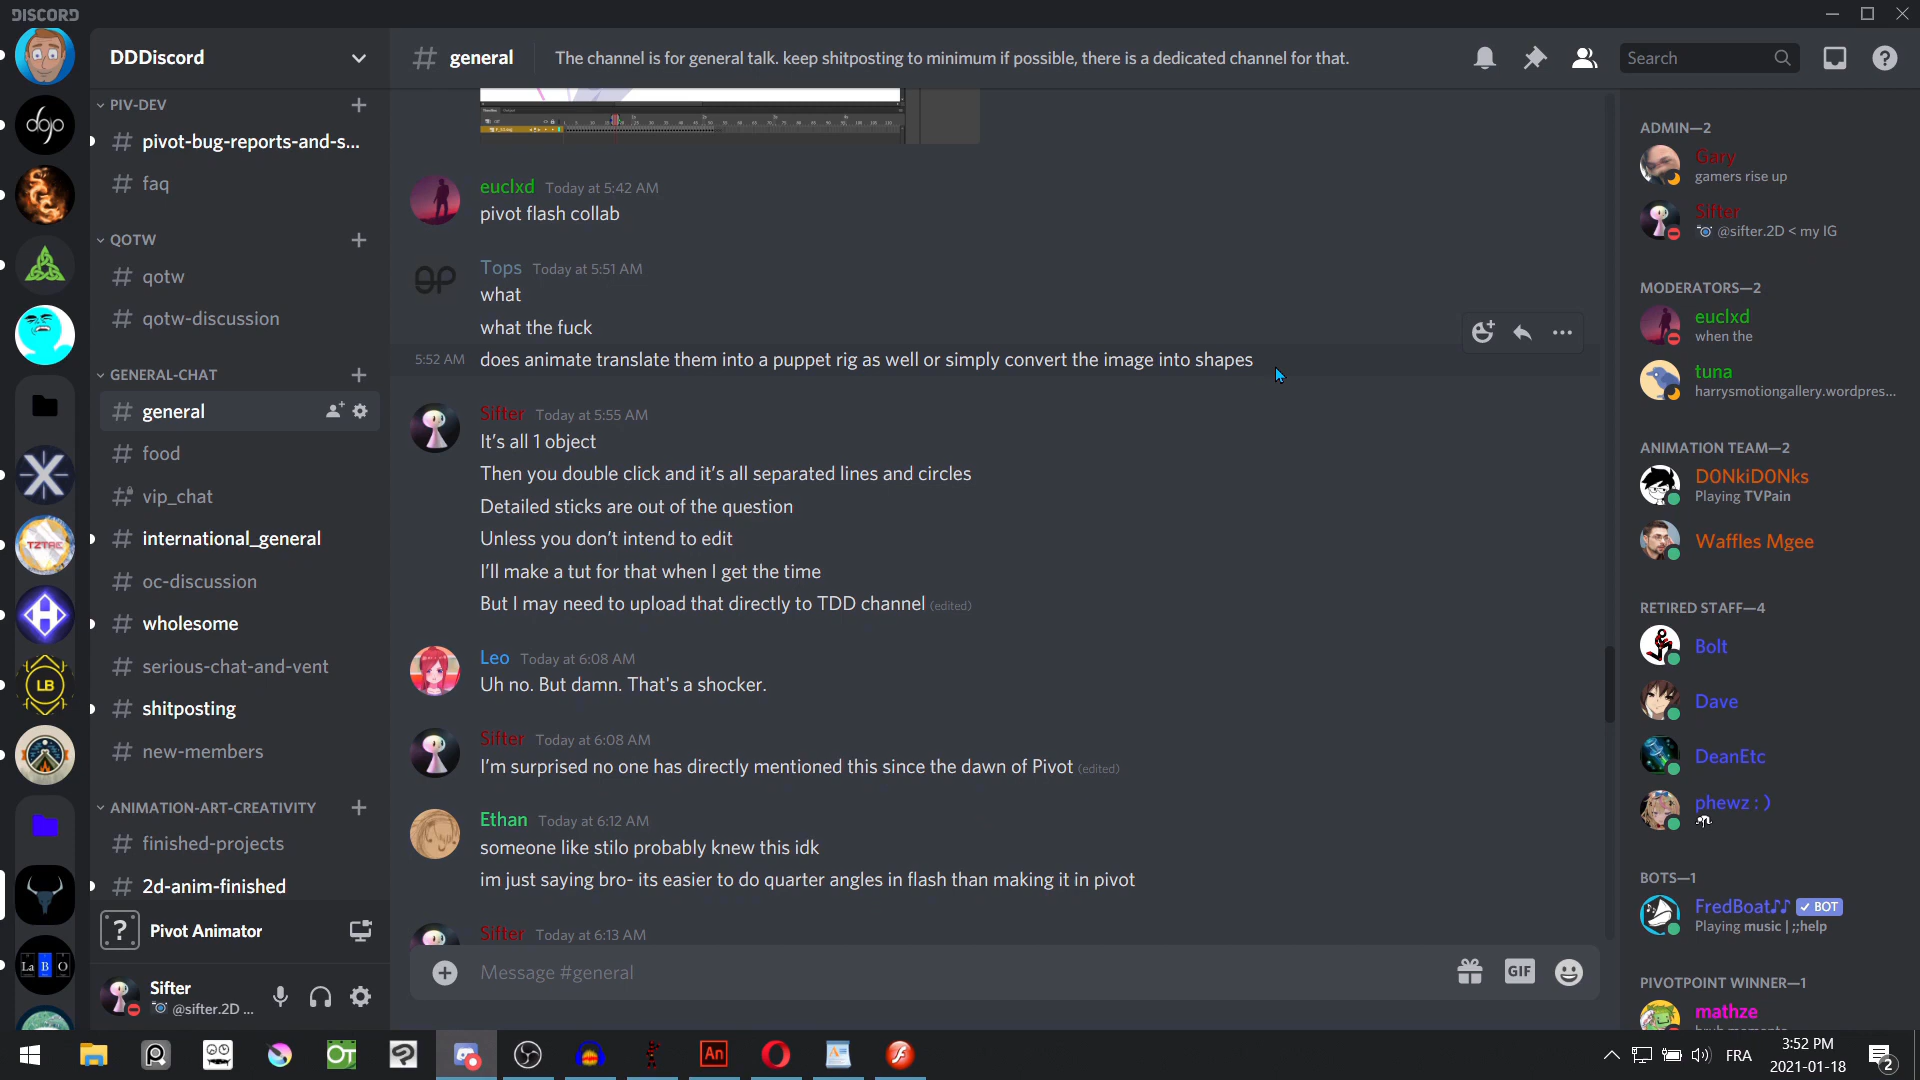 DISCORD
DDDiscord
general
The channel is for general talk. keep shitposting to minimum if possible, there is a dedicated channel for that.
Search
dojo
TZTAC
LB
La B O
PIV-DEV
pivot-bug-reports-and-s...
faq
QOTW
qotw
qotw-discussion
GENERAL-CHAT
general
food
vip_chat
international_general
oc-discussion
wholesome
serious-chat-and-vent
shitposting
new-members
ANIMATION-ART-CREATIVITY
finished-projects
2d-anim-finished
Pivot Animator
Sifter
@sifter.2D ...
euclxd Today at 5:42 AM
pivot flash collab
Tops Today at 5:51 AM
what
what the fuck
5:52 AM does animate translate them into a puppet rig as well or simply convert the image into shapes
Sifter Today at 5:55 AM
It's all 1 object
Then you double click and it's all separated lines and circles
Detailed sticks are out of the question
Unless you don't intend to edit
I'll make a tut for that when I get the time
But I may need to upload that directly to TDD channel (edited)
Leo Today at 6:08 AM
Uh no. But damn. That's a shocker.
Sifter Today at 6:08 AM
I'm surprised no one has directly mentioned this since the dawn of Pivot (edited)
Ethan Today at 6:12 AM
someone like stilo probably knew this idk
im just saying bro- its easier to do quarter angles in flash than making it in pivot
Sifter Today at 6:13 AM
Message #general
GIF
ADMIN—2
Gary
gamers rise up
Sifter
@sifter.2D < my IG
MODERATORS—2
euclxd
when the
tuna
harrysmotiongallery.wordpres...
ANIMATION TEAM—2
D0NkiD0Nks
Playing TVPain
Waffles Mgee
RETIRED STAFF—4
Bolt
Dave
DeanEtc
phewz : )
BOTS—1
FredBoat♪♪ ✓ BOT
Playing music | ;;help
PIVOTPOINT WINNER—1
mathze
OT
An
FRA
3:52 PM
2021-01-18
2